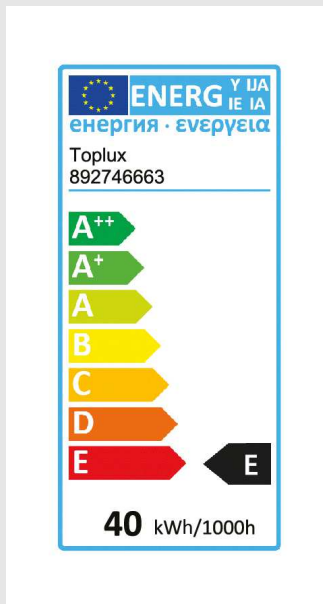 ENERG Y IJA
IE IA
енергия · ενεργεια
Toplux
892746663
A++
A+
A
B
C
D
E
E
40 kWh/1000h